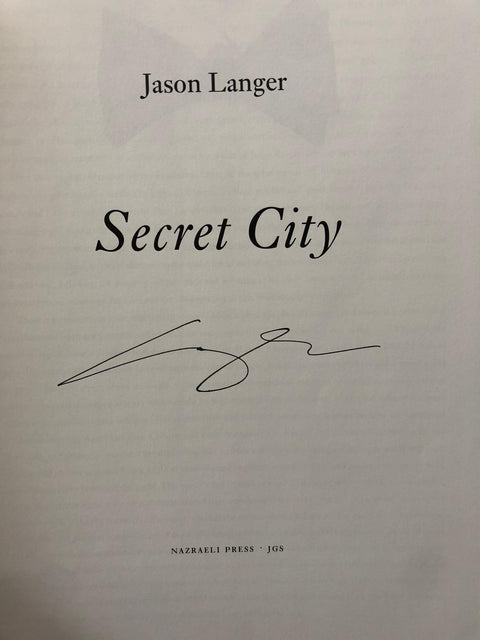 Jason Langer
Secret City
NAZRAELI PRESS · JGS